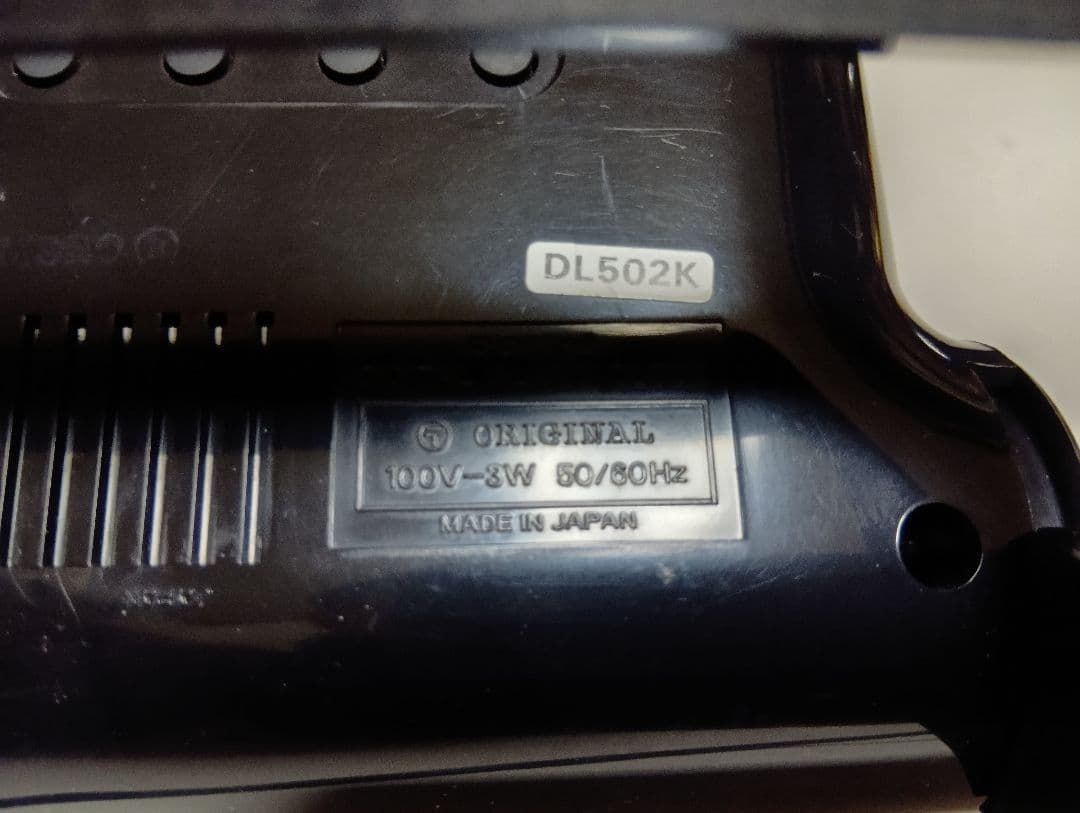 DL502K
Ⓣ ORIGINAL
100V-3W 50/60Hz
MADE IN JAPAN